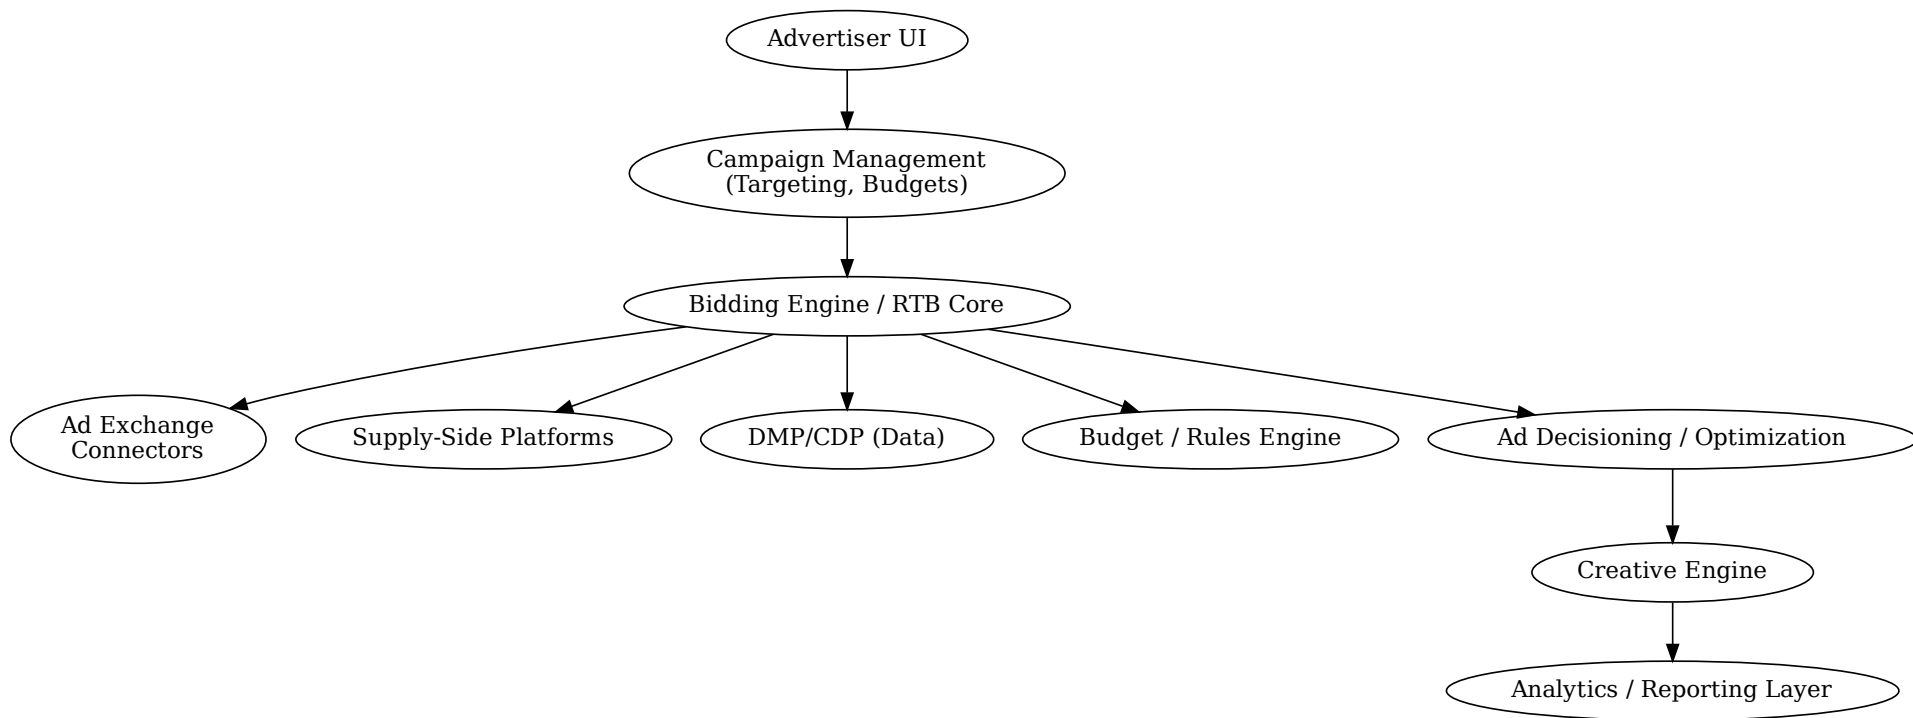 Advertiser UI
Campaign Management
(Targeting, Budgets)
Bidding Engine / RTB Core
Ad Exchange
Connectors
Supply-Side Platforms
DMP/CDP (Data)
Budget / Rules Engine
Ad Decisioning / Optimization
Creative Engine
Analytics / Reporting Layer